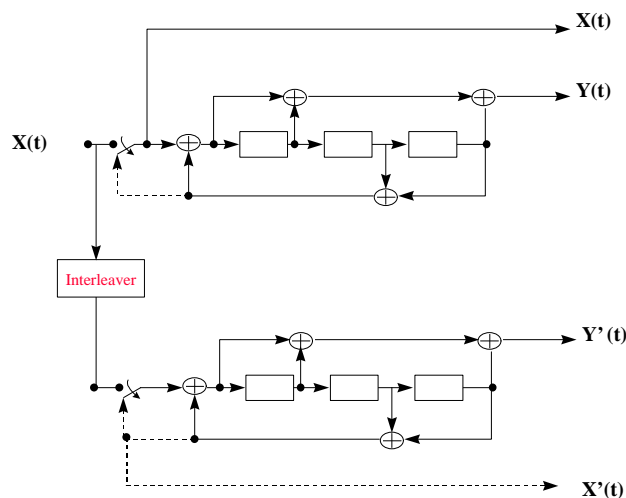 X(t)
Y(t)
X(t)
Interleaver
Y’ (t)
X’(t)